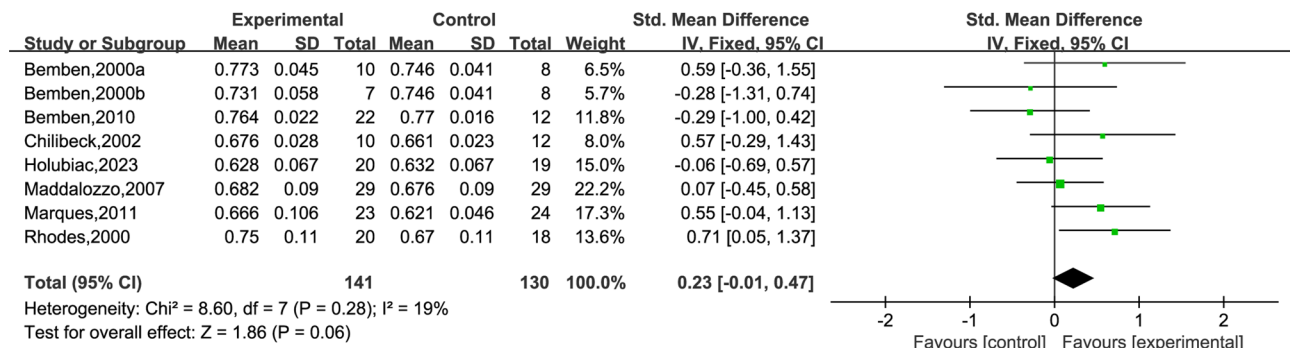 Experimental Control Std. Mean Difference Std. Mean Difference
Study or Subgroup Mean SD Total Mean SD Total Weight IV, Fixed, 95% CI IV, Fixed, 95% CI
Bemben,2000a 0.773 0.045 10 0.746 0.041 8 6.5% 0.59 [-0.36, 1.55]
Bemben,2000b 0.731 0.058 7 0.746 0.041 8 5.7% -0.28 [-1.31, 0.74]
Bemben,2010 0.764 0.022 22 0.77 0.016 12 11.8% -0.29 [-1.00, 0.42]
Chilibeck,2002 0.676 0.028 10 0.661 0.023 12 8.0% 0.57 [-0.29, 1.43]
Holubiac,2023 0.628 0.067 20 0.632 0.067 19 15.0% -0.06 [-0.69, 0.57]
Maddalozzo,2007 0.682 0.09 29 0.676 0.09 29 22.2% 0.07 [-0.45, 0.58]
Marques,2011 0.666 0.106 23 0.621 0.046 24 17.3% 0.55 [-0.04, 1.13]
Rhodes,2000 0.75 0.11 20 0.67 0.11 18 13.6% 0.71 [0.05, 1.37]
Total (95% CI) 141 130 100.0% 0.23 [-0.01, 0.47]
Heterogeneity: Chi² = 8.60, df = 7 (P = 0.28); I² = 19%
Test for overall effect: Z = 1.86 (P = 0.06)
-2 -1 0 1 2
Favours [control] Favours [experimental]